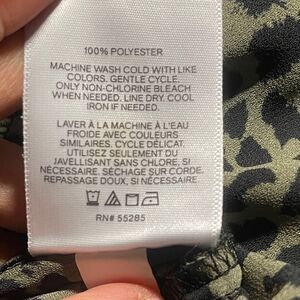 100% POLYESTER
MACHINE WASH COLD WITH LIKE
COLORS. GENTLE CYCLE.
ONLY NON-CHLORINE BLEACH
WHEN NEEDED. LINE DRY. COOL
IRON IF NEEDED.
LAVER À LA MACHINE À L'EAU
FROIDE AVEC COULEURS
SIMILAIRES. CYCLE DÉLICAT.
UTILISEZ SEULEMENT DU
JAVELLISANT SANS CHLORE, SI
NÉCESSAIRE. SÉCHAGE SUR CORDE.
REPASSAGE DOUX, SI NÉCESSAIRE.
RN# 55285